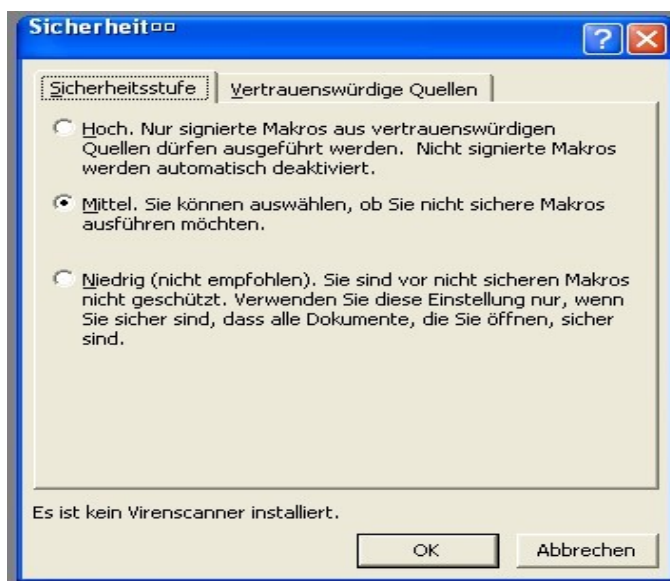 Sicherheit
?
Sicherheitsstufe
Vertrauenswürdige Quellen
Hoch. Nur signierte Makros aus vertrauenswürdigen
Quellen dürfen ausgeführt werden. Nicht signierte Makros
werden automatisch deaktiviert.
Mittel. Sie können auswählen, ob Sie nicht sichere Makros
ausführen möchten.
Niedrig (nicht empfohlen). Sie sind vor nicht sicheren Makros
nicht geschützt. Verwenden Sie diese Einstellung nur, wenn
Sie sicher sind, dass alle Dokumente, die Sie öffnen, sicher
sind.
Es ist kein Virenscanner installiert.
OK
Abbrechen